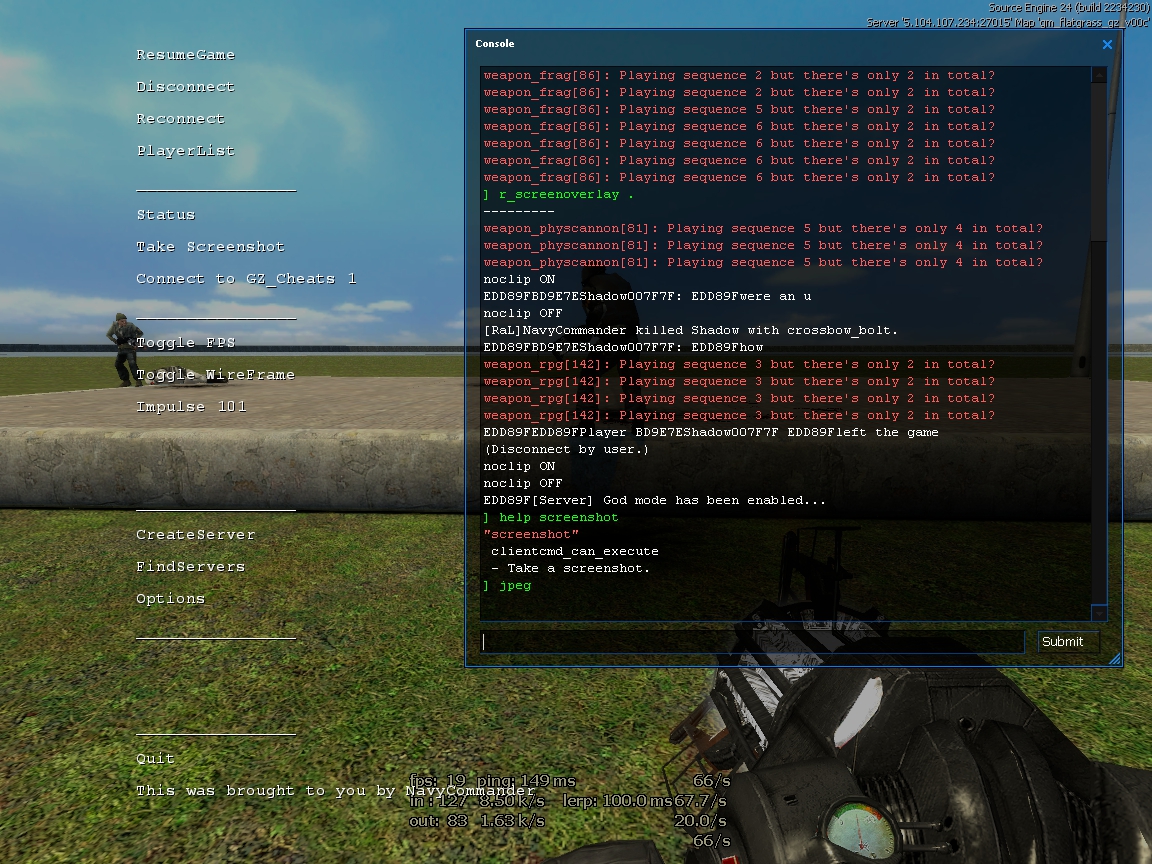 Source Engine 24 (build 2234230)
Server '5.104.107.234:27015' Map 'gm_flatgrass_gz_v00c'
ResumeGame
Disconnect
Reconnect
PlayerList
Status
Take Screenshot
Connect to GZ_Cheats 1
Toggle FPS
Toggle WireFrame
Impulse 101
CreateServer
FindServers
Options
Quit
This was brought to you by NavyCommander
Console
weapon_frag[86]: Playing sequence 2 but there's only 2 in total?
weapon_frag[86]: Playing sequence 2 but there's only 2 in total?
weapon_frag[86]: Playing sequence 5 but there's only 2 in total?
weapon_frag[86]: Playing sequence 6 but there's only 2 in total?
weapon_frag[86]: Playing sequence 6 but there's only 2 in total?
weapon_frag[86]: Playing sequence 6 but there's only 2 in total?
weapon_frag[86]: Playing sequence 6 but there's only 2 in total?
] r_screenoverlay .
---------
weapon_physcannon[81]: Playing sequence 5 but there's only 4 in total?
weapon_physcannon[81]: Playing sequence 5 but there's only 4 in total?
weapon_physcannon[81]: Playing sequence 5 but there's only 4 in total?
noclip ON
EDD89FBD9E7EShadow007F7F: EDD89Fwere an u
noclip OFF
[RaL]NavyCommander killed Shadow with crossbow_bolt.
EDD89FBD9E7EShadow007F7F: EDD89Fhow
weapon_rpg[142]: Playing sequence 3 but there's only 2 in total?
weapon_rpg[142]: Playing sequence 3 but there's only 2 in total?
weapon_rpg[142]: Playing sequence 3 but there's only 2 in total?
weapon_rpg[142]: Playing sequence 3 but there's only 2 in total?
EDD89FEDD89FPlayer BD9E7EShadow007F7F EDD89Fleft the game
(Disconnect by user.)
noclip ON
noclip OFF
EDD89F[Server] God mode has been enabled...
] help screenshot
"screenshot"
clientcmd_can_execute
- Take a screenshot.
] jpeg
Submit
fps: 19 ping: 149 ms 66/s
in : 127 8.50 k/s lerp: 100.0 ms 67.7/s
out: 83 1.63 k/s 20.0/s
66/s